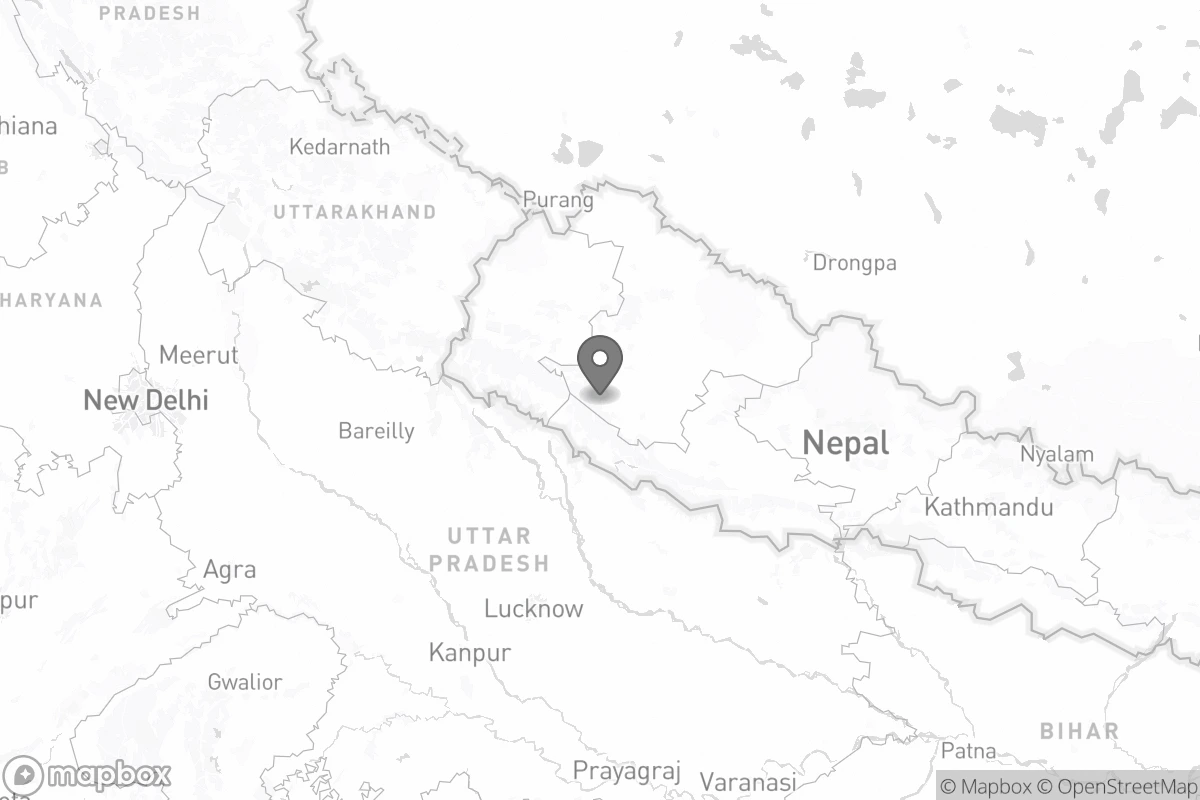 PRADESH
hiana
Kedarnath
B
Purang
UTTARAKHAND
Drongpa
HARYANA
Meerut
New Delhi
Bareilly
Nepal
Nyalam
Kathmandu
UTTAR
PRADESH
Agra
pur
Lucknow
Kanpur
Gwalior
BIHAR
Patna
Prayagraj
Varanasi
mapbox
© Mapbox © OpenStreetMap